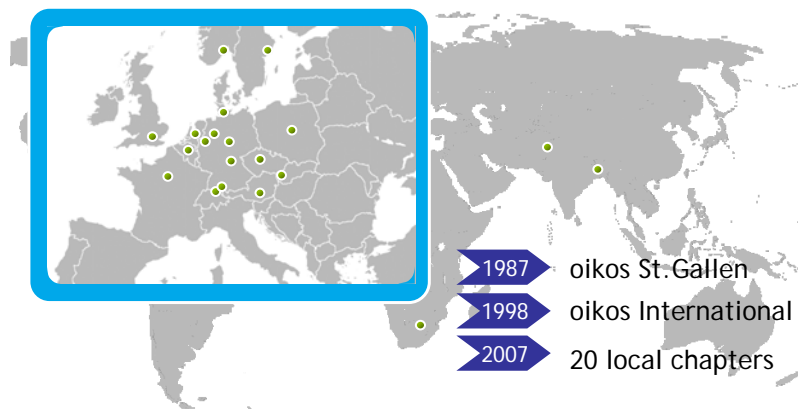 1987 oikos St.Gallen
1998 oikos International
2007 20 local chapters